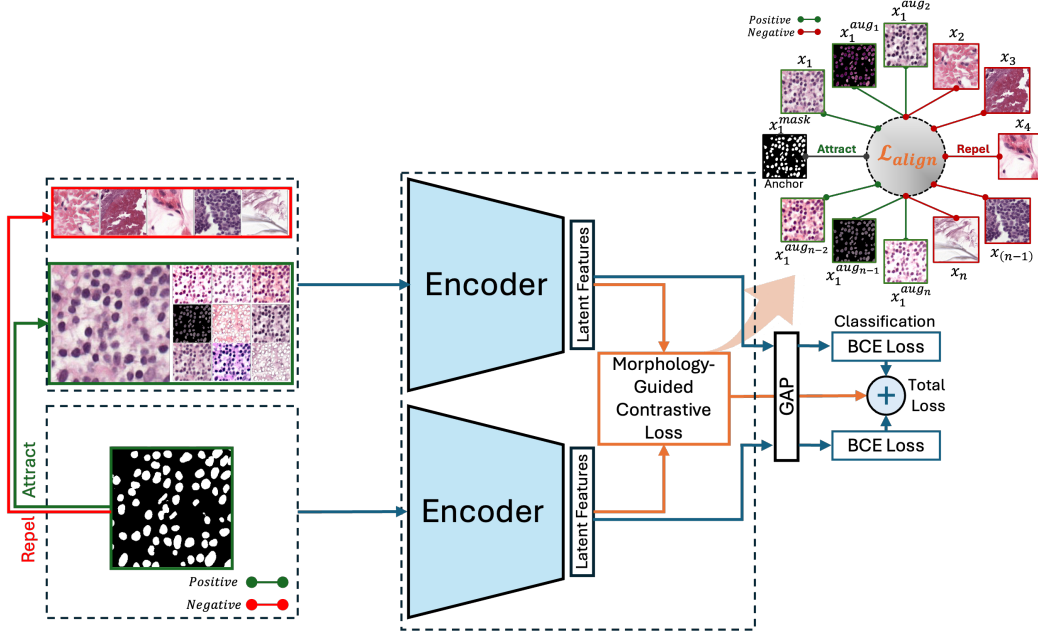 Positive
Negative
x_1^{aug_1}
x_1^{aug_2}
x_2
x_1
x_3
x_1^{mask}
x_4
Attract
ℒ_{align}
Repel
Anchor
x_1^{aug_{n-2}}
x_1^{aug_{n-1}}
x_1^{aug_n}
x_n
x_{(n-1)}
Encoder
Latent Features
Morphology-
Guided
Contrastive
Loss
GAP
Classification
BCE Loss
+
Total
Loss
BCE Loss
Encoder
Latent Features
Attract
Repel
Positive
Negative